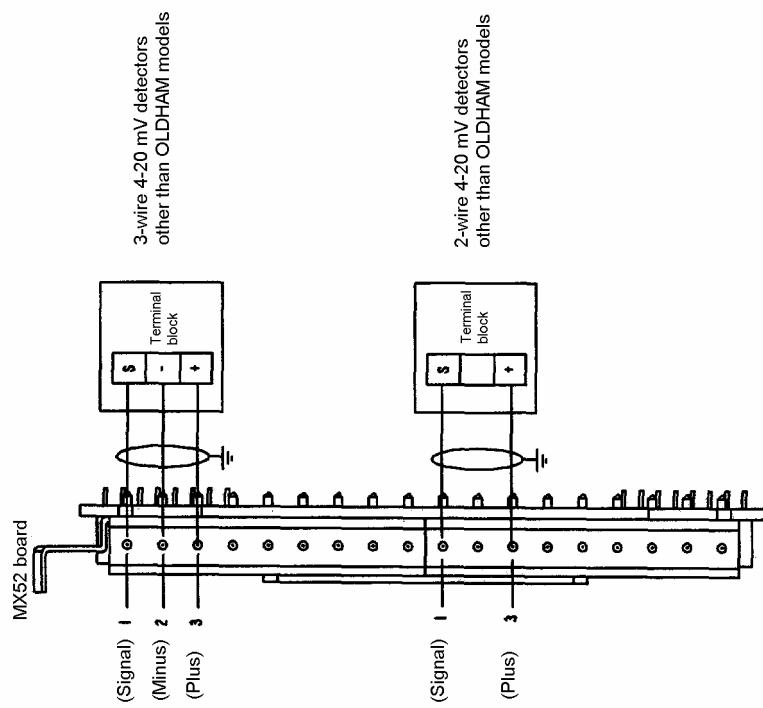 MX52 board
(Signal) 1
(Minus) 2
(Plus) 3
S
-
+
Terminal
block
3-wire 4-20 mV detectors
other than OLDHAM models
(Signal) 1
(Plus) 3
S
+
Terminal
block
2-wire 4-20 mV detectors
other than OLDHAM models